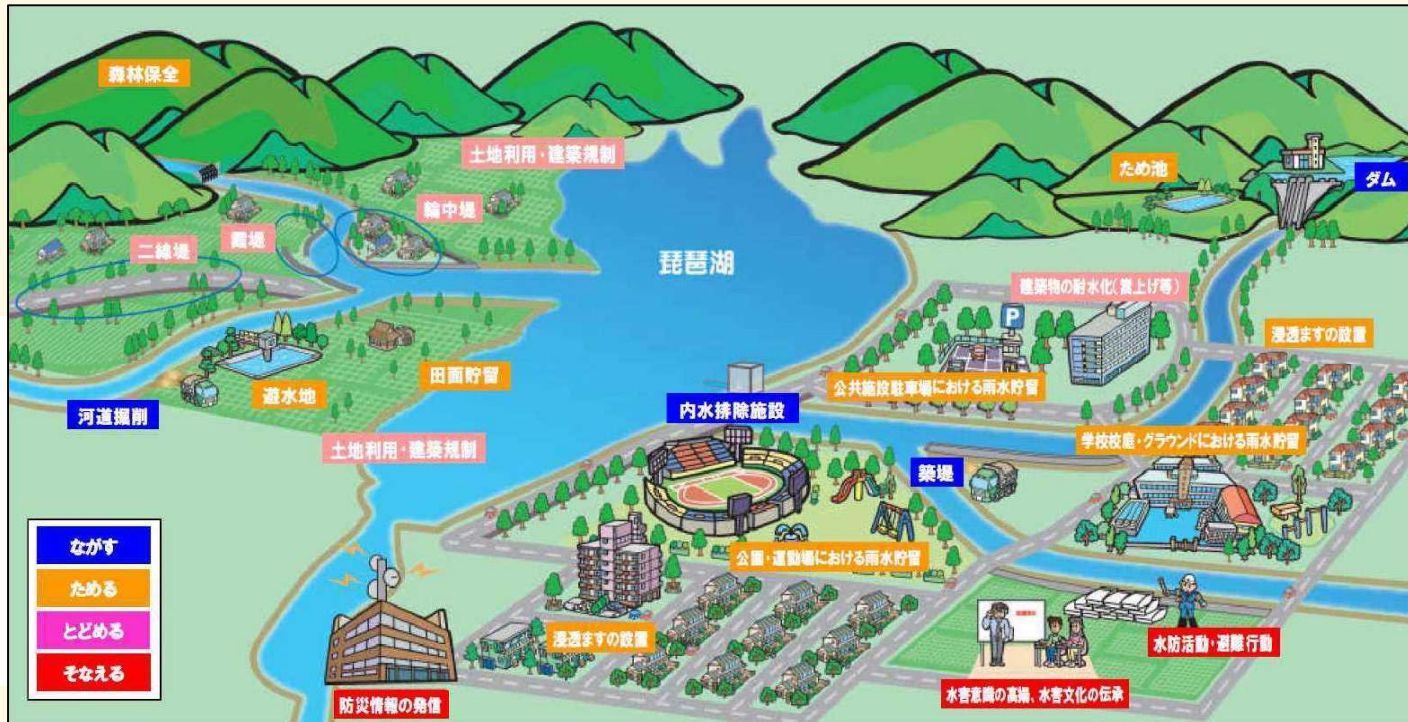 森林保全
土地利用・建築規制
ため池
ダム
輪中堤
霞堤
二線堤
琵琶湖
建築物の耐水化(嵩上げ等)
P
浸透ますの設置
田面貯留
公共施設駐車場における雨水貯留
遊水地
内水排除施設
河道掘削
学校校庭・グラウンドにおける雨水貯留
土地利用・建築規制
築堤
ながす
ためる
とどめる
そなえる
公園・運動場における雨水貯留
浸透ますの設置
水防活動・避難行動
防災情報の発信
水害意識の高揚、水害文化の伝承